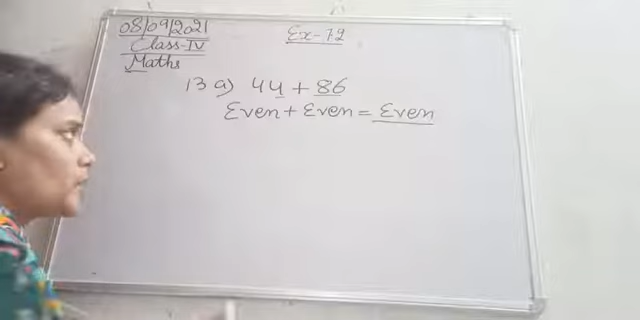 08/09/2021
Ex-7.2
Class-IV
Maths
13 a) 44 + 86
Even + Even = Even